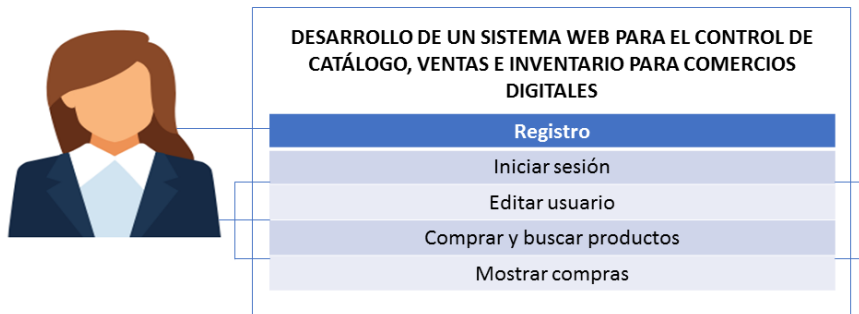 DESARROLLO DE UN SISTEMA WEB PARA EL CONTROL DE
CATÁLOGO, VENTAS E INVENTARIO PARA COMERCIOS
DIGITALES
Registro
Iniciar sesión
Editar usuario
Comprar y buscar productos
Mostrar compras